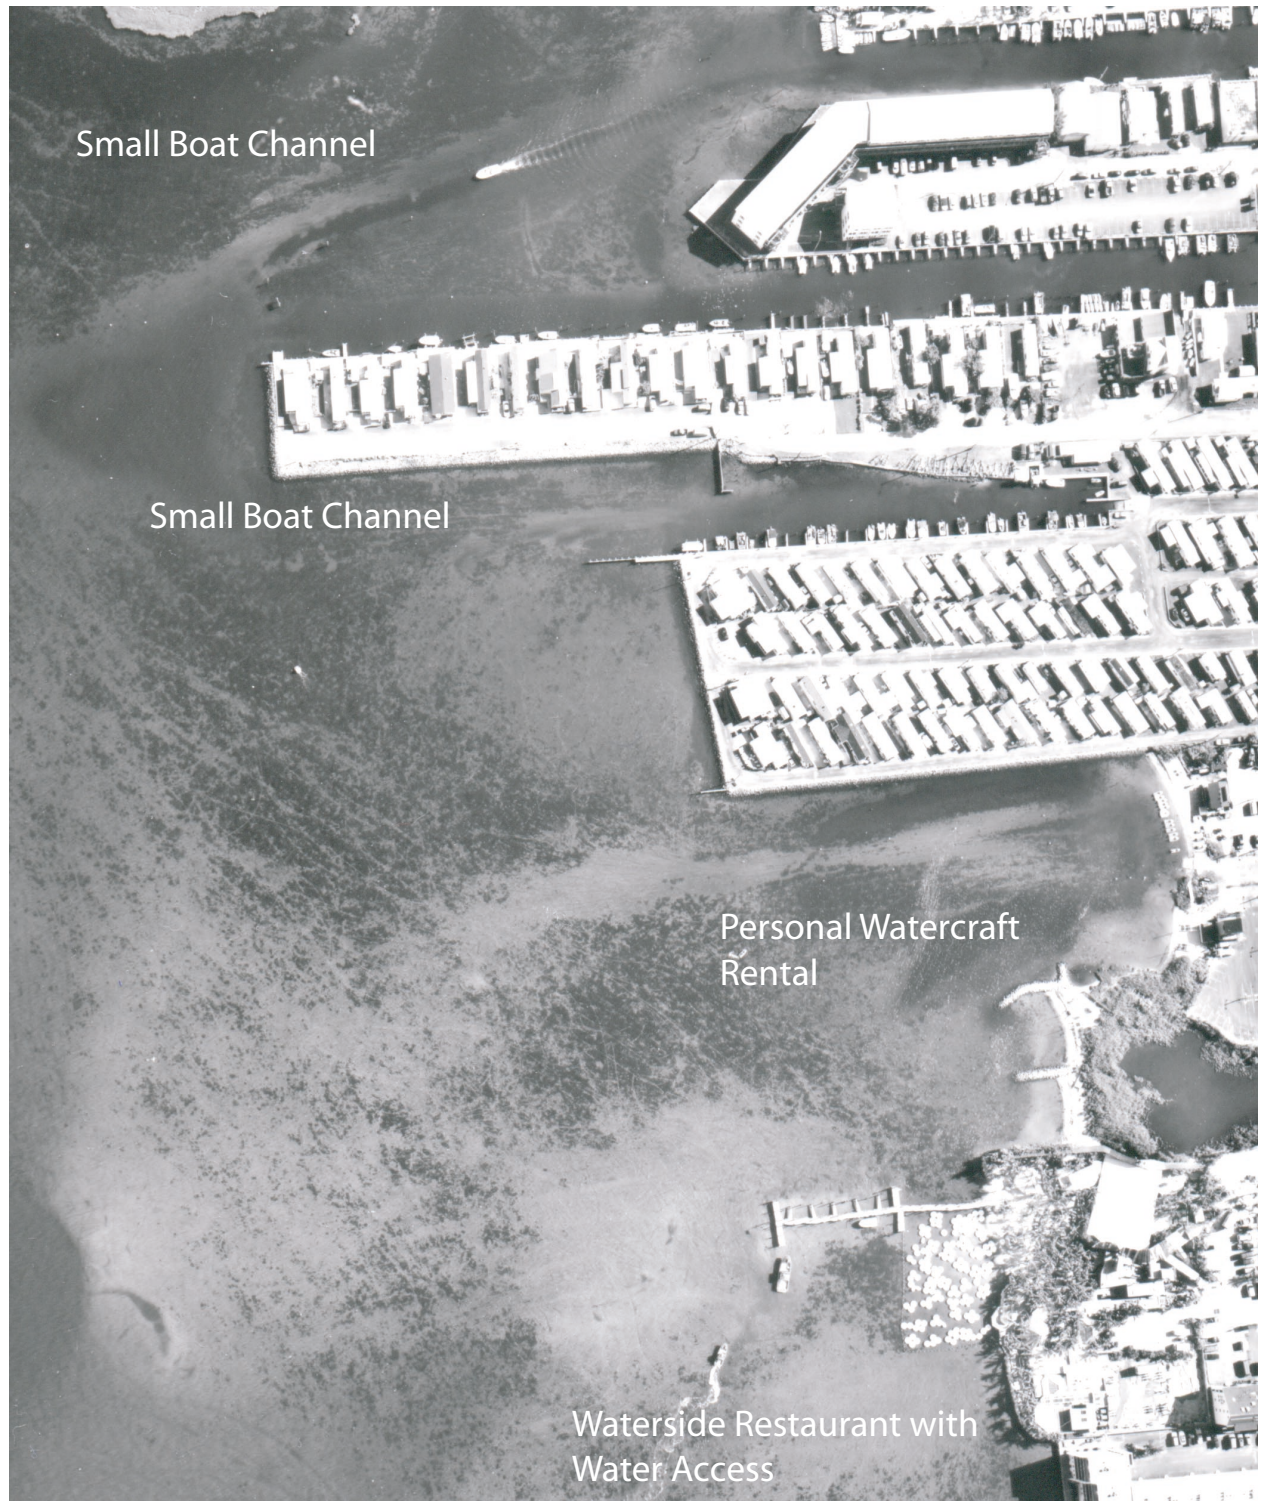 Small Boat Channel
Small Boat Channel
Personal Watercraft
Rental
Waterside Restaurant with
Water Access